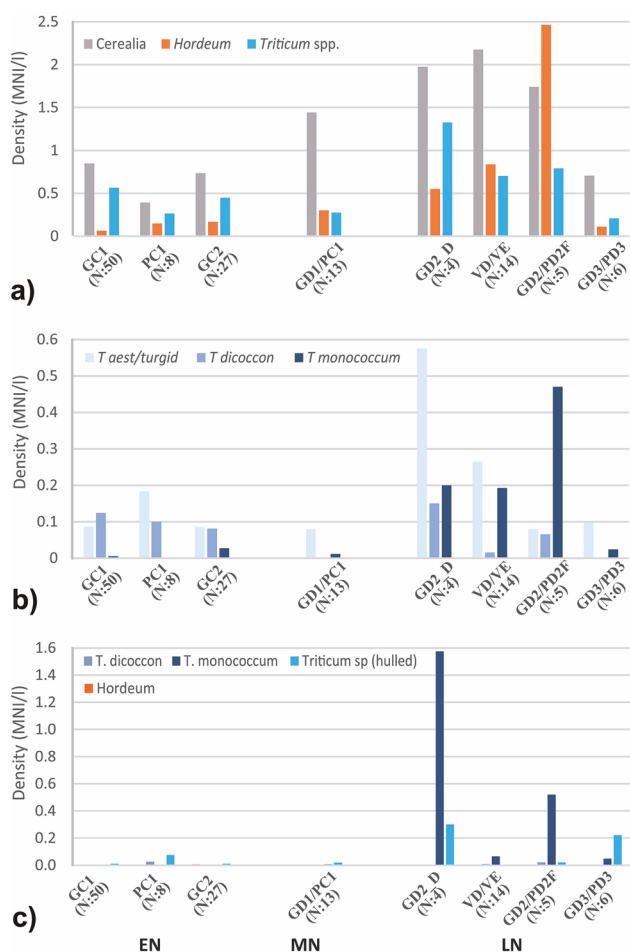 Cerealia Hordeum Triticum spp.
Density (MNI/l)
2.5
2
1.5
1
0.5
0
GC1 (N:50)
PC1 (N:8)
GC2 (N:27)
GD1/PC1 (N:13)
GD2_D (N:4)
VD/VE (N:14)
GD2/PD2F (N:5)
GD3/PD3 (N:6)
a)
T aest/turgid T dicoccon T monococcum
Density (MNI/l)
0.6
0.5
0.4
0.3
0.2
0.1
0
GC1 (N:50)
PC1 (N:8)
GC2 (N:27)
GD1/PC1 (N:13)
GD2_D (N:4)
VD/VE (N:14)
GD2/PD2F (N:5)
GD3/PD3 (N:6)
b)
T. dicoccon T. monococcum Triticum sp (hulled)
Hordeum
Density (MNI/l)
1.6
1.4
1.2
1.0
0.8
0.6
0.4
0.2
0.0
GC1 (N:50)
PC1 (N:8)
GC2 (N:27)
GD1/PC1 (N:13)
GD2_D (N:4)
VD/VE (N:14)
GD2/PD2F (N:5)
GD3/PD3 (N:6)
c)
EN MN LN